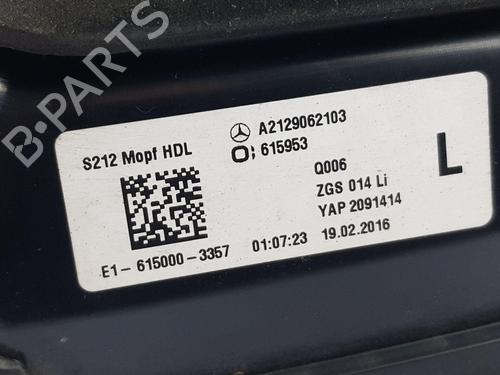 B-PARTS
S212 Mopf HDL
A2129062103
615953
Q006
ZGS 014 Li
YAP 2091414
L
E1-615000-3357 01:07:23 19.02.2016